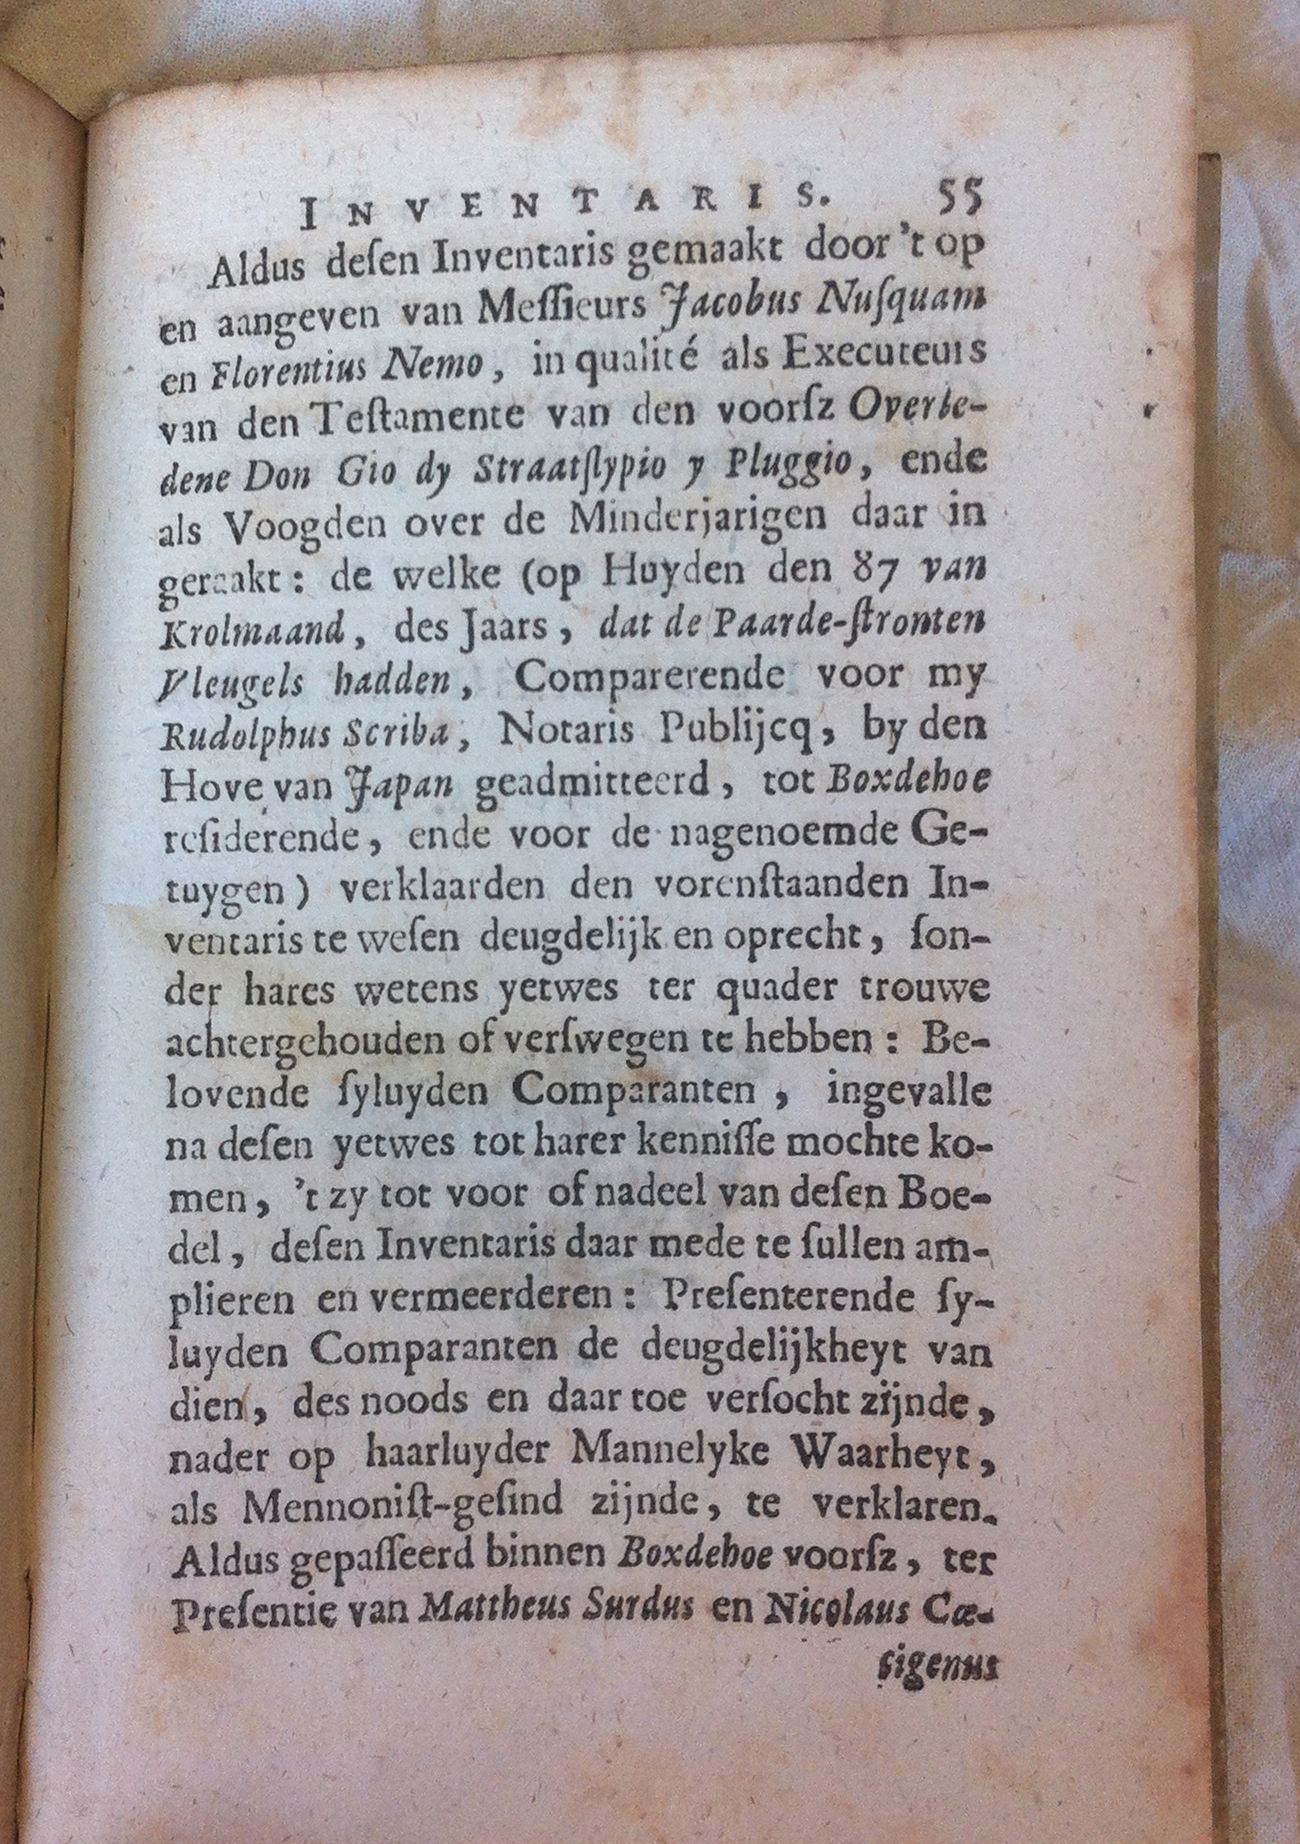 INVENTARIS. 55
Aldus deſen Inventaris gemaakt door 't op
en aangeven van Meſſieurs Jacobus Nuſquam
en Florentius Nemo, in qualité als Executeurs
van den Teſtamente van den voorſz Overle-
dene Don Gio dy Straatſlypio y Pluggio, ende
als Voogden over de Minderjarigen daar in
geraakt: de welke (op Huyden den 87 van
Krolmaand, des Jaars, dat de Paarde-ſtronten
Vleugels hadden, Comparerende voor my
Rudolphus Scriba, Notaris Publijcq, by den
Hove van Japan geadmitteerd, tot Boxdehoe
reſiderende, ende voor de nagenoemde Ge-
tuygen) verklaarden den vorenſtaanden In-
ventaris te weſen deugdelijk en oprecht, ſon-
der hares wetens yetwes ter quader trouwe
achtergehouden of verſwegen te hebben: Be-
lovende ſyluyden Comparanten, ingevalle
na deſen yetwes tot harer kenniſſe mochte ko-
men, 't zy tot voor of nadeel van deſen Boe-
del, deſen Inventaris daar mede te ſullen am-
plieren en vermeerderen: Preſenterende ſy-
luyden Comparanten de deugdelijkheyt van
dien, des noods en daar toe verſocht zijnde,
nader op haarluyder Mannelyke Waarheyt,
als Mennoniſt-geſind zijnde, te verklaren.
Aldus gepaſſeerd binnen Boxdehoe voorſz, ter
Preſentie van Mattheus Surdus en Nicolaus Cæ-
cigenus